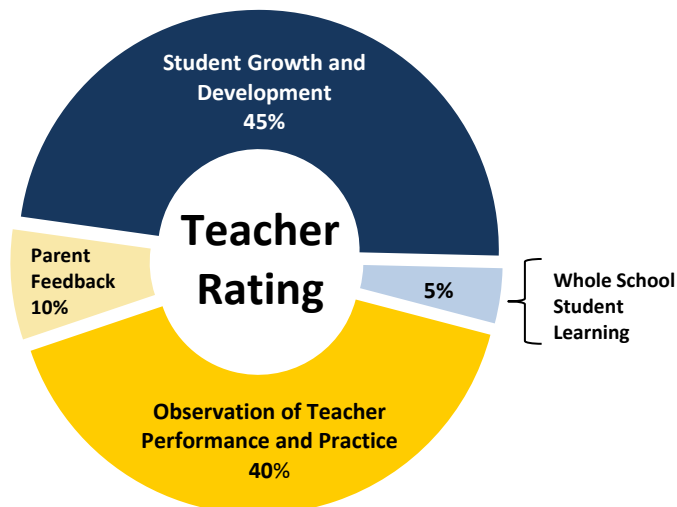 Student Growth and
Development
45%
Teacher
Rating
Parent
Feedback
10%
5%
Whole School
Student
Learning
Observation of Teacher
Performance and Practice
40%